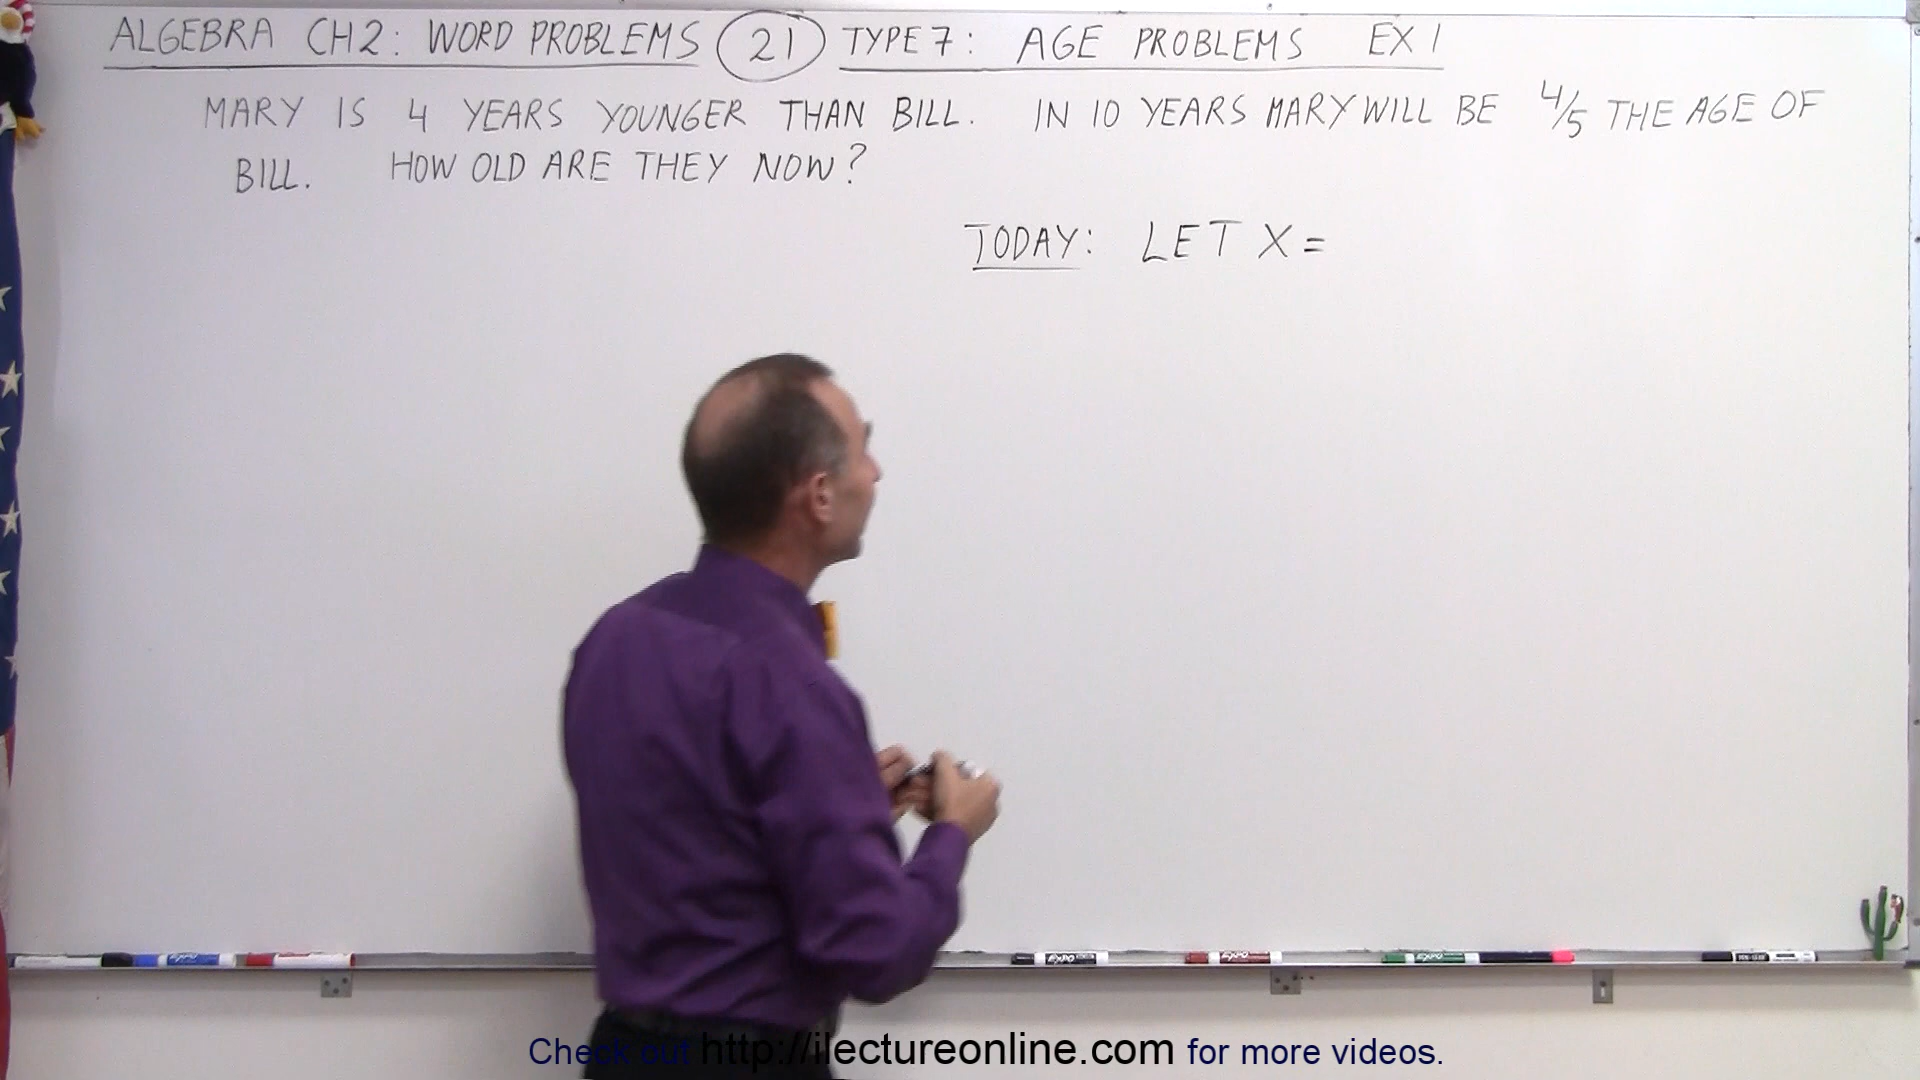 ALGEBRA CH2: WORD PROBLEMS 21 TYPE 7: AGE PROBLEMS EX 1
MARY IS 4 YEARS YOUNGER THAN BILL. IN 10 YEARS MARY WILL BE 4/5 THE AGE OF
BILL. HOW OLD ARE THEY NOW?
TODAY: LET X =
Check out http://ilectureonline.com for more videos.